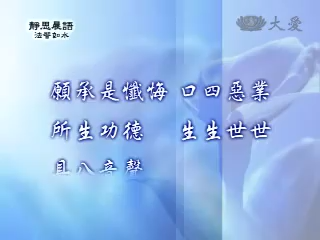 靜思晨語
法譬如水
大愛
願承是懺悔 口四惡業
所生功德 生生世世
具八音聲